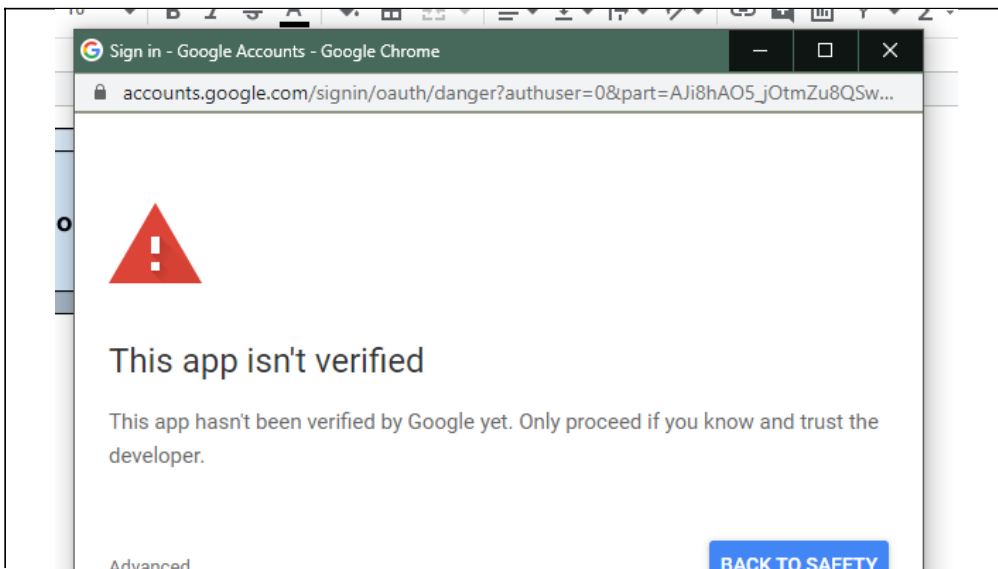 Sign in - Google Accounts - Google Chrome
accounts.google.com/signin/oauth/danger?authuser=0&part=AJi8hAO5_jOtmZu8QSw...
This app isn't verified
This app hasn't been verified by Google yet. Only proceed if you know and trust the
developer.
Advanced
BACK TO SAFETY